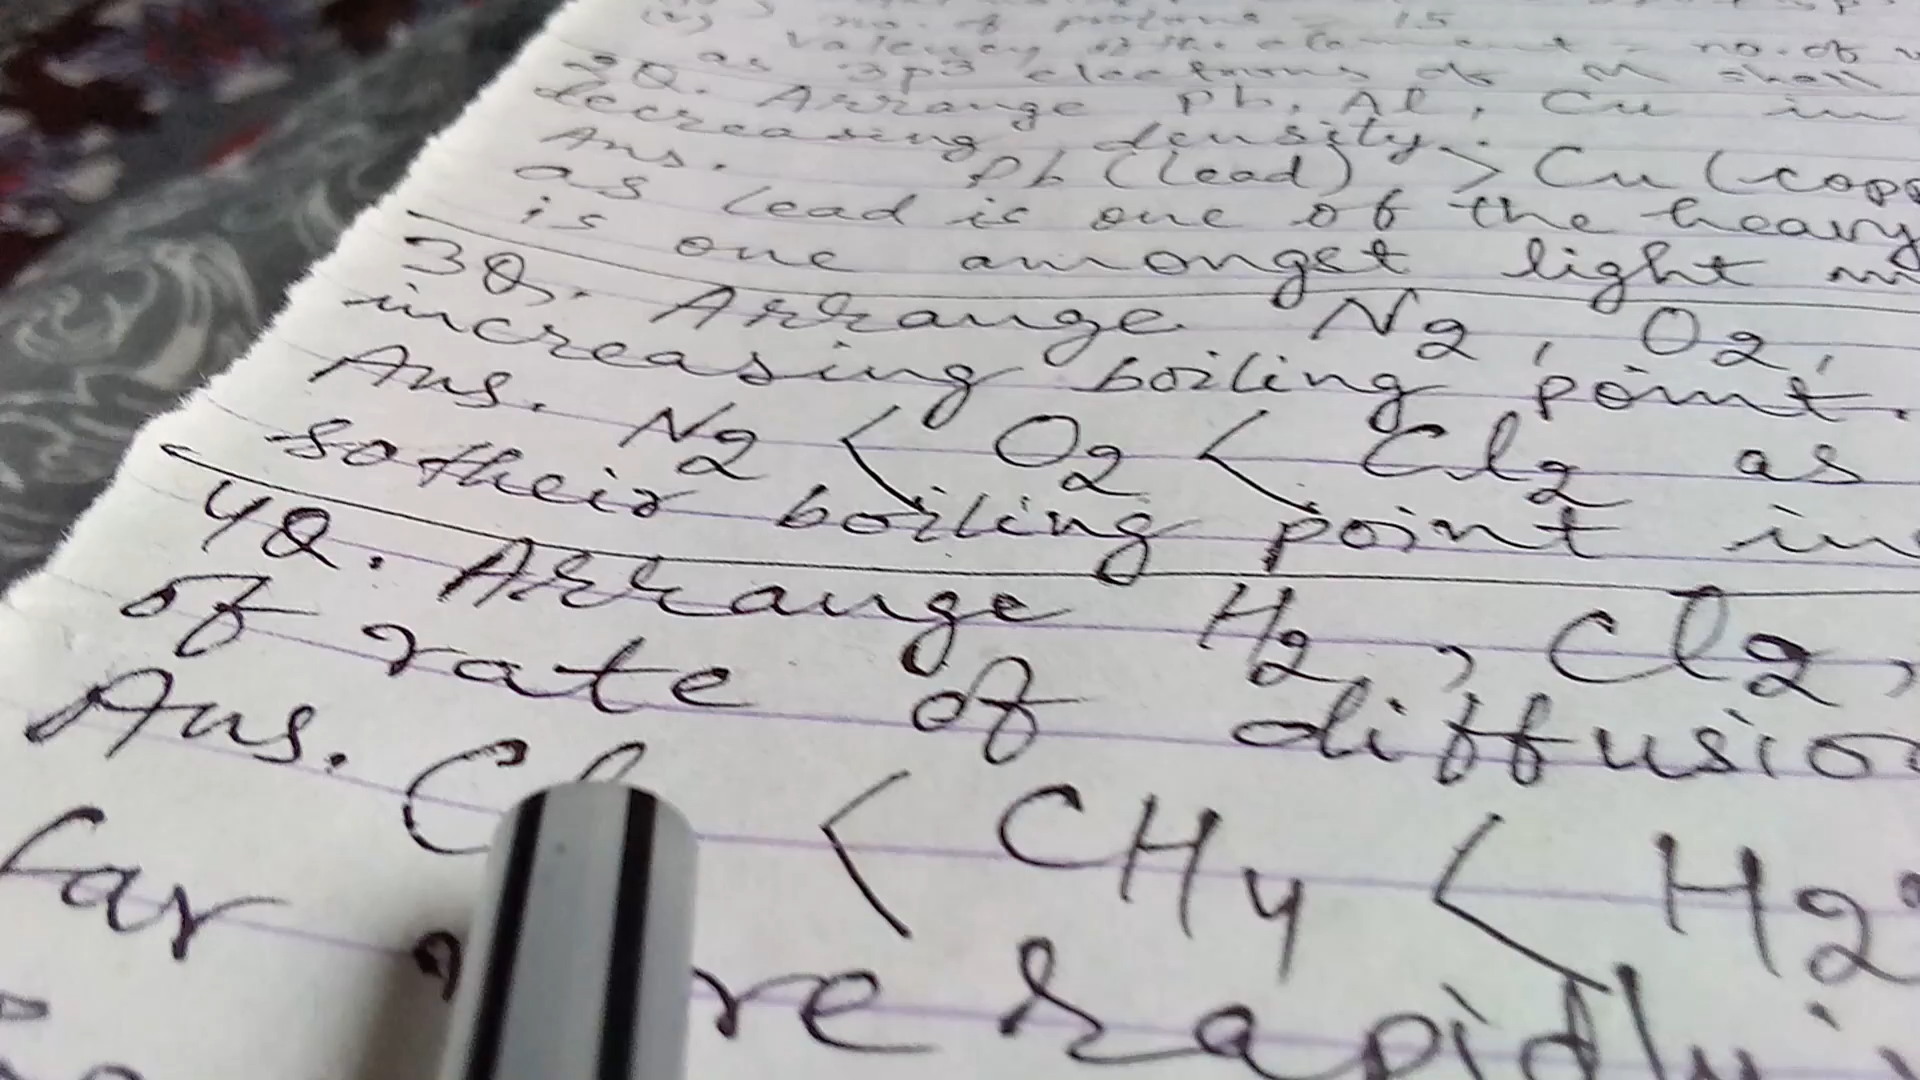 no. of protons = 15
valency of the element = no. of
as 3p3 electrons of M shell
2Q. Arrange Pb, Al, Cu in
decreasing density.
Ans. Pb (lead) > Cu (copp
as lead is one of the heavy
is one amongst light m
3Q. Arrange N2, O2,
increasing boiling point.
Ans. N2 < O2 < Cl2 as
so their boiling point in
4Q. Arrange H2, Cl2,
of rate of diffusio
Ans. Cl < CH4 < H2
far re rapidly